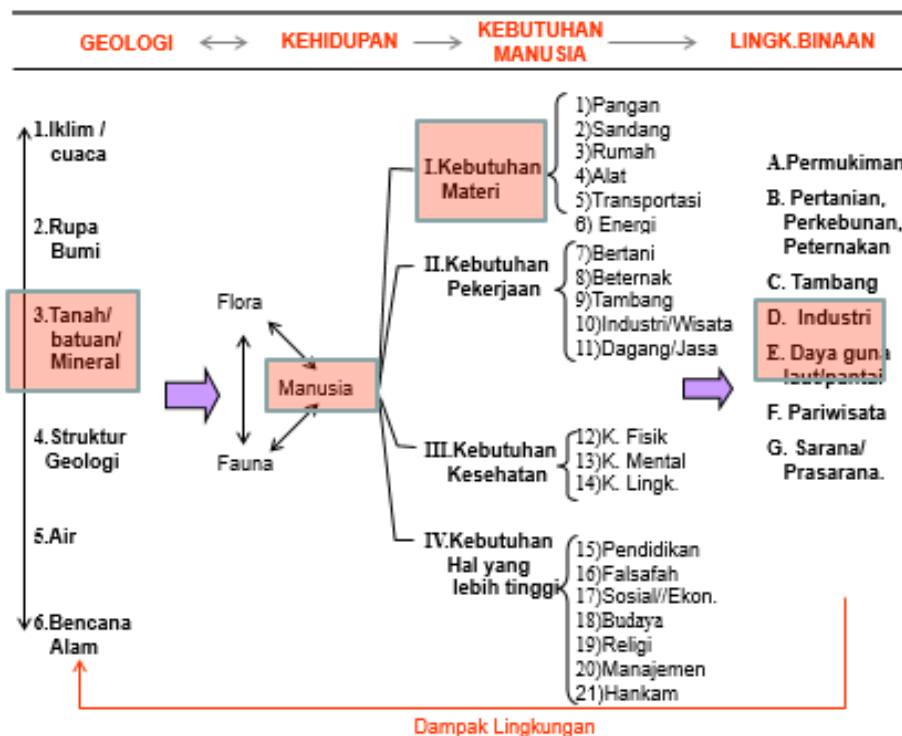 GEOLOGI
KEHIDUPAN
KEBUTUHAN
MANUSIA
LINGK.BINAAN
1.Iklim /
cuaca
2.Rupa
Bumi
3.Tanah/
batuan/
Mineral
4.Struktur
Geologi
5.Air
6.Bencana
Alam
Flora
Manusia
Fauna
I.Kebutuhan
Materi
1)Pangan
2)Sandang
3)Rumah
4)Alat
5)Transportasi
6) Energi
II.Kebutuhan
Pekerjaan
7)Bertani
8)Beternak
9)Tambang
10)Industri/Wisata
11)Dagang/Jasa
III.Kebutuhan
Kesehatan
12)K. Fisik
13)K. Mental
14)K. Lingk.
IV.Kebutuhan
Hal yang
lebih tinggi
15)Pendidikan
16)Falsafah
17)Sosial//Ekon.
18)Budaya
19)Religi
20)Manajemen
21)Hankam
A.Permukiman
B. Pertanian,
Perkebunan,
Peternakan
C. Tambang
D. Industri
E. Daya guna
laut/pantai
F. Pariwisata
G. Sarana/
Prasarana.
Dampak Lingkungan